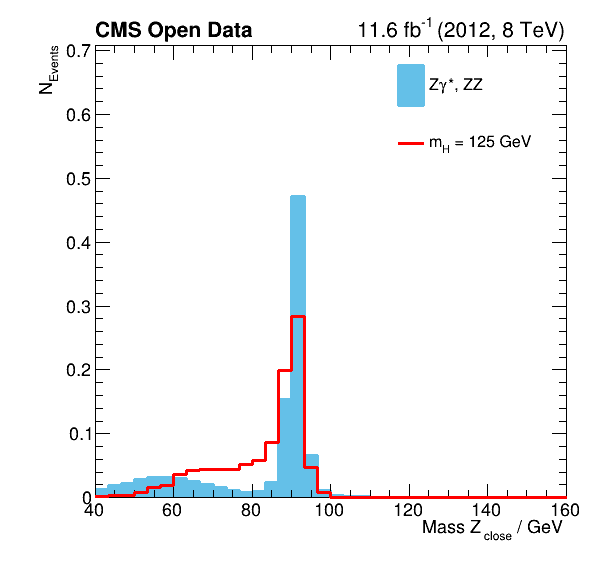 CMS Open Data
11.6 fb-1 (2012, 8 TeV)
NEvents
0.7
0.6
0.5
0.4
0.3
0.2
0.1
0
Zγ*, ZZ
mH = 125 GeV
40 60 80 100 120 140 160
Mass Zclose / GeV